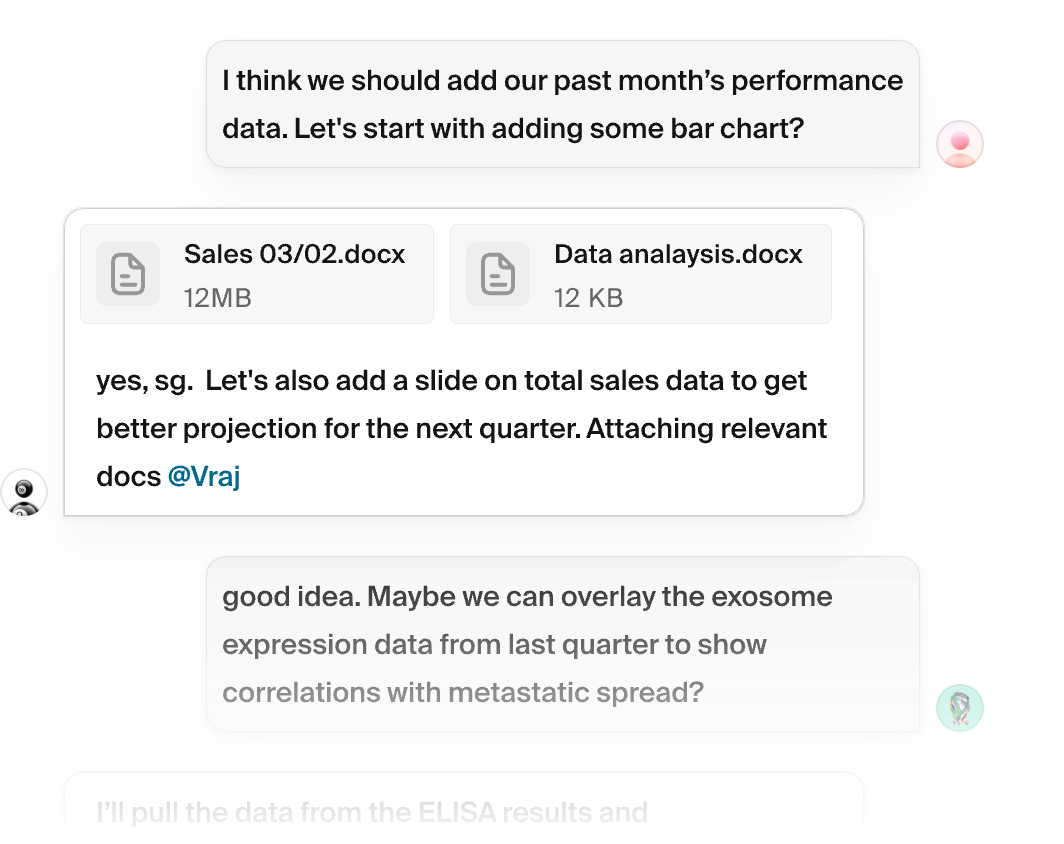 I think we should add our past month’s performance
data. Let's start with adding some bar chart?
Sales 03/02.docx
12MB
Data analaysis.docx
12 KB
yes, sg.  Let's also add a slide on total sales data to get
better projection for the next quarter. Attaching relevant
docs @Vraj
good idea. Maybe we can overlay the exosome
expression data from last quarter to show
correlations with metastatic spread?
I’ll pull the data from the ELISA results and